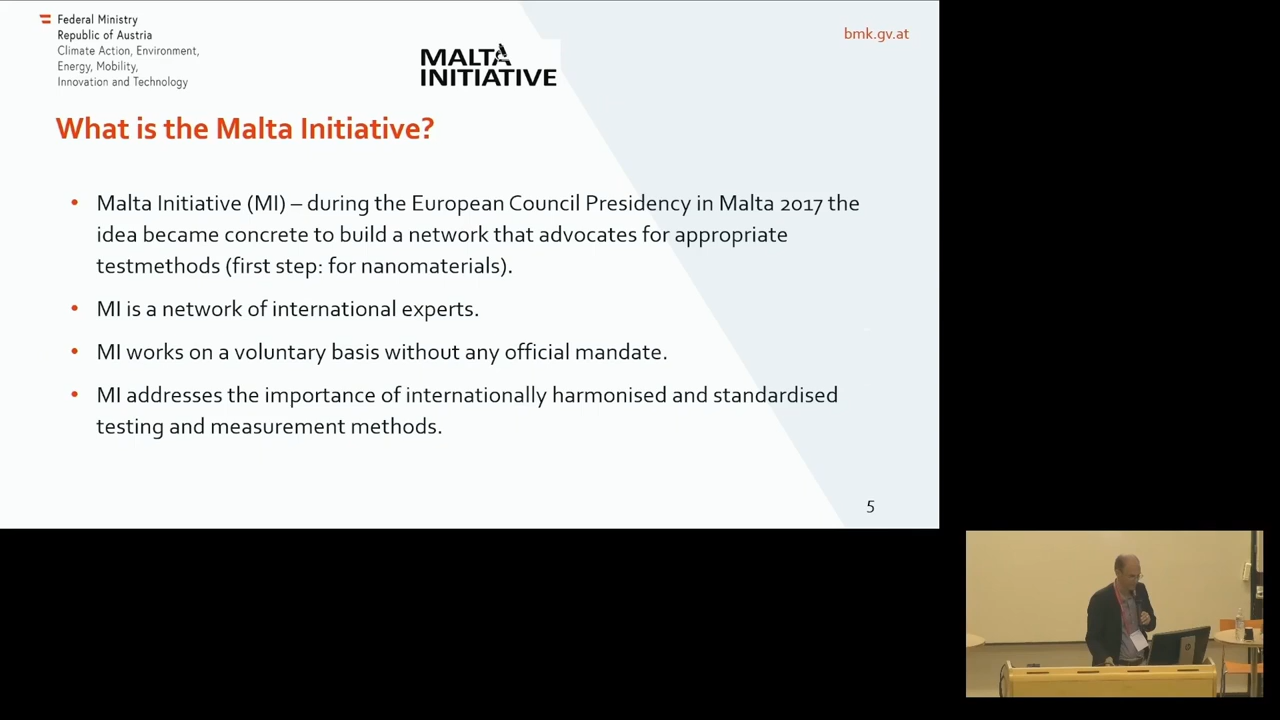 Federal Ministry
Republic of Austria
Climate Action, Environment,
Energy, Mobility,
Innovation and Technology
MALTA
INITIATIVE
bmk.gv.at
What is the Malta Initiative?
• Malta Initiative (MI) – during the European Council Presidency in Malta 2017 the
idea became concrete to build a network that advocates for appropriate
testmethods (first step: for nanomaterials).
• MI is a network of international experts.
• MI works on a voluntary basis without any official mandate.
• MI addresses the importance of internationally harmonised and standardised
testing and measurement methods.
5